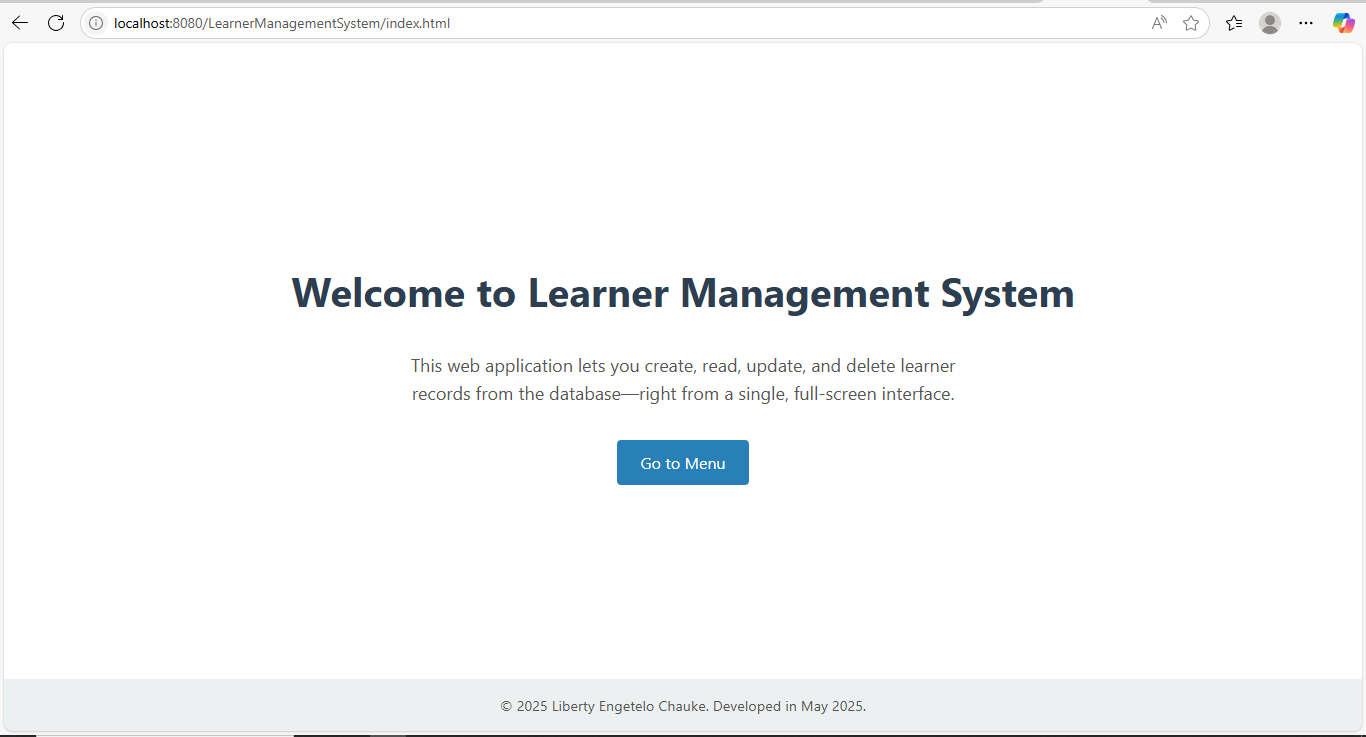 localhost:8080/LearnerManagementSystem/index.html
Welcome to Learner Management System
This web application lets you create, read, update, and delete learner
records from the database—right from a single, full-screen interface.
Go to Menu
© 2025 Liberty Engetelo Chauke. Developed in May 2025.